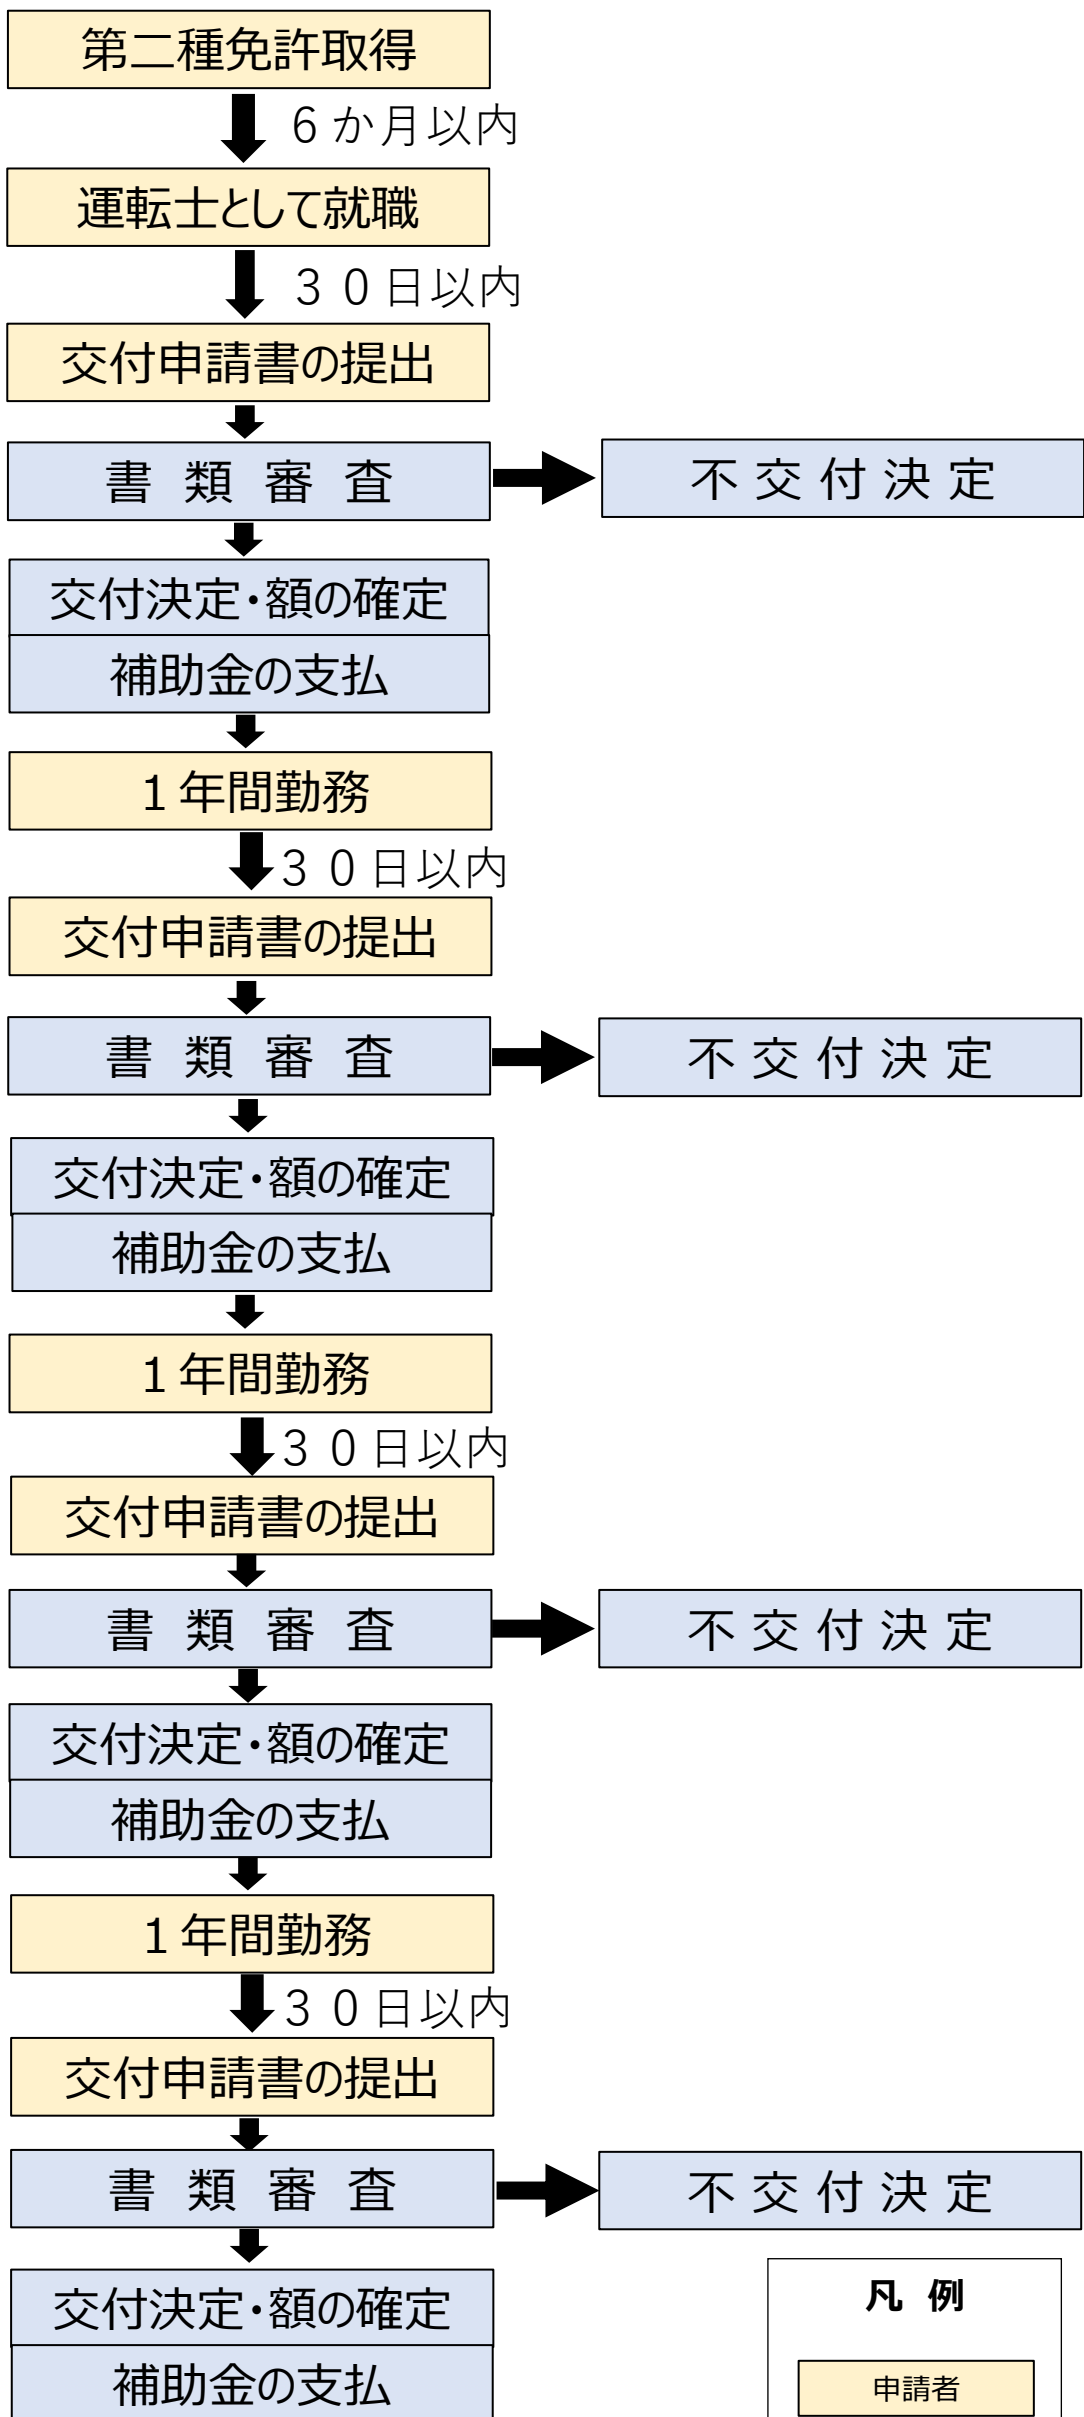 第二種免許取得
６か月以内
運転士として就職
３０日以内
交付申請書の提出
書　類　審　査
不 交 付 決 定
交付決定・額の確定
補助金の支払
１年間勤務
３０日以内
交付申請書の提出
書　類　審　査
不 交 付 決 定
交付決定・額の確定
補助金の支払
１年間勤務
３０日以内
交付申請書の提出
書　類　審　査
不 交 付 決 定
交付決定・額の確定
補助金の支払
１年間勤務
３０日以内
交付申請書の提出
書　類　審　査
不 交 付 決 定
交付決定・額の確定
補助金の支払
凡　例
申請者